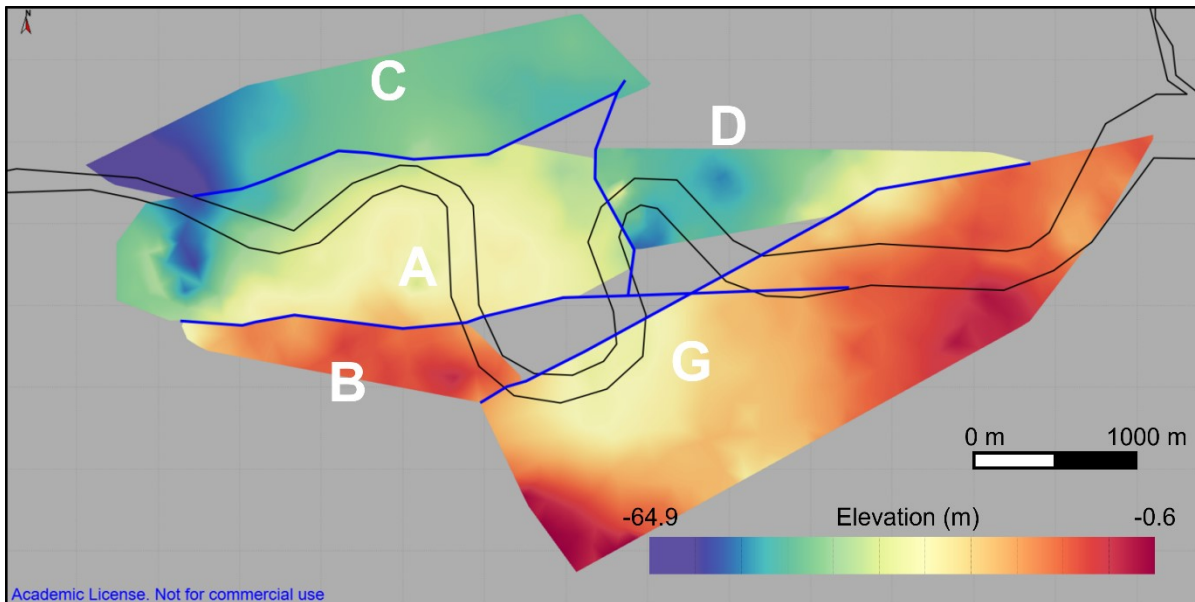 N
C
D
A
G
B
0 m 1000 m
-64.9 Elevation (m) -0.6
Academic License. Not for commercial use